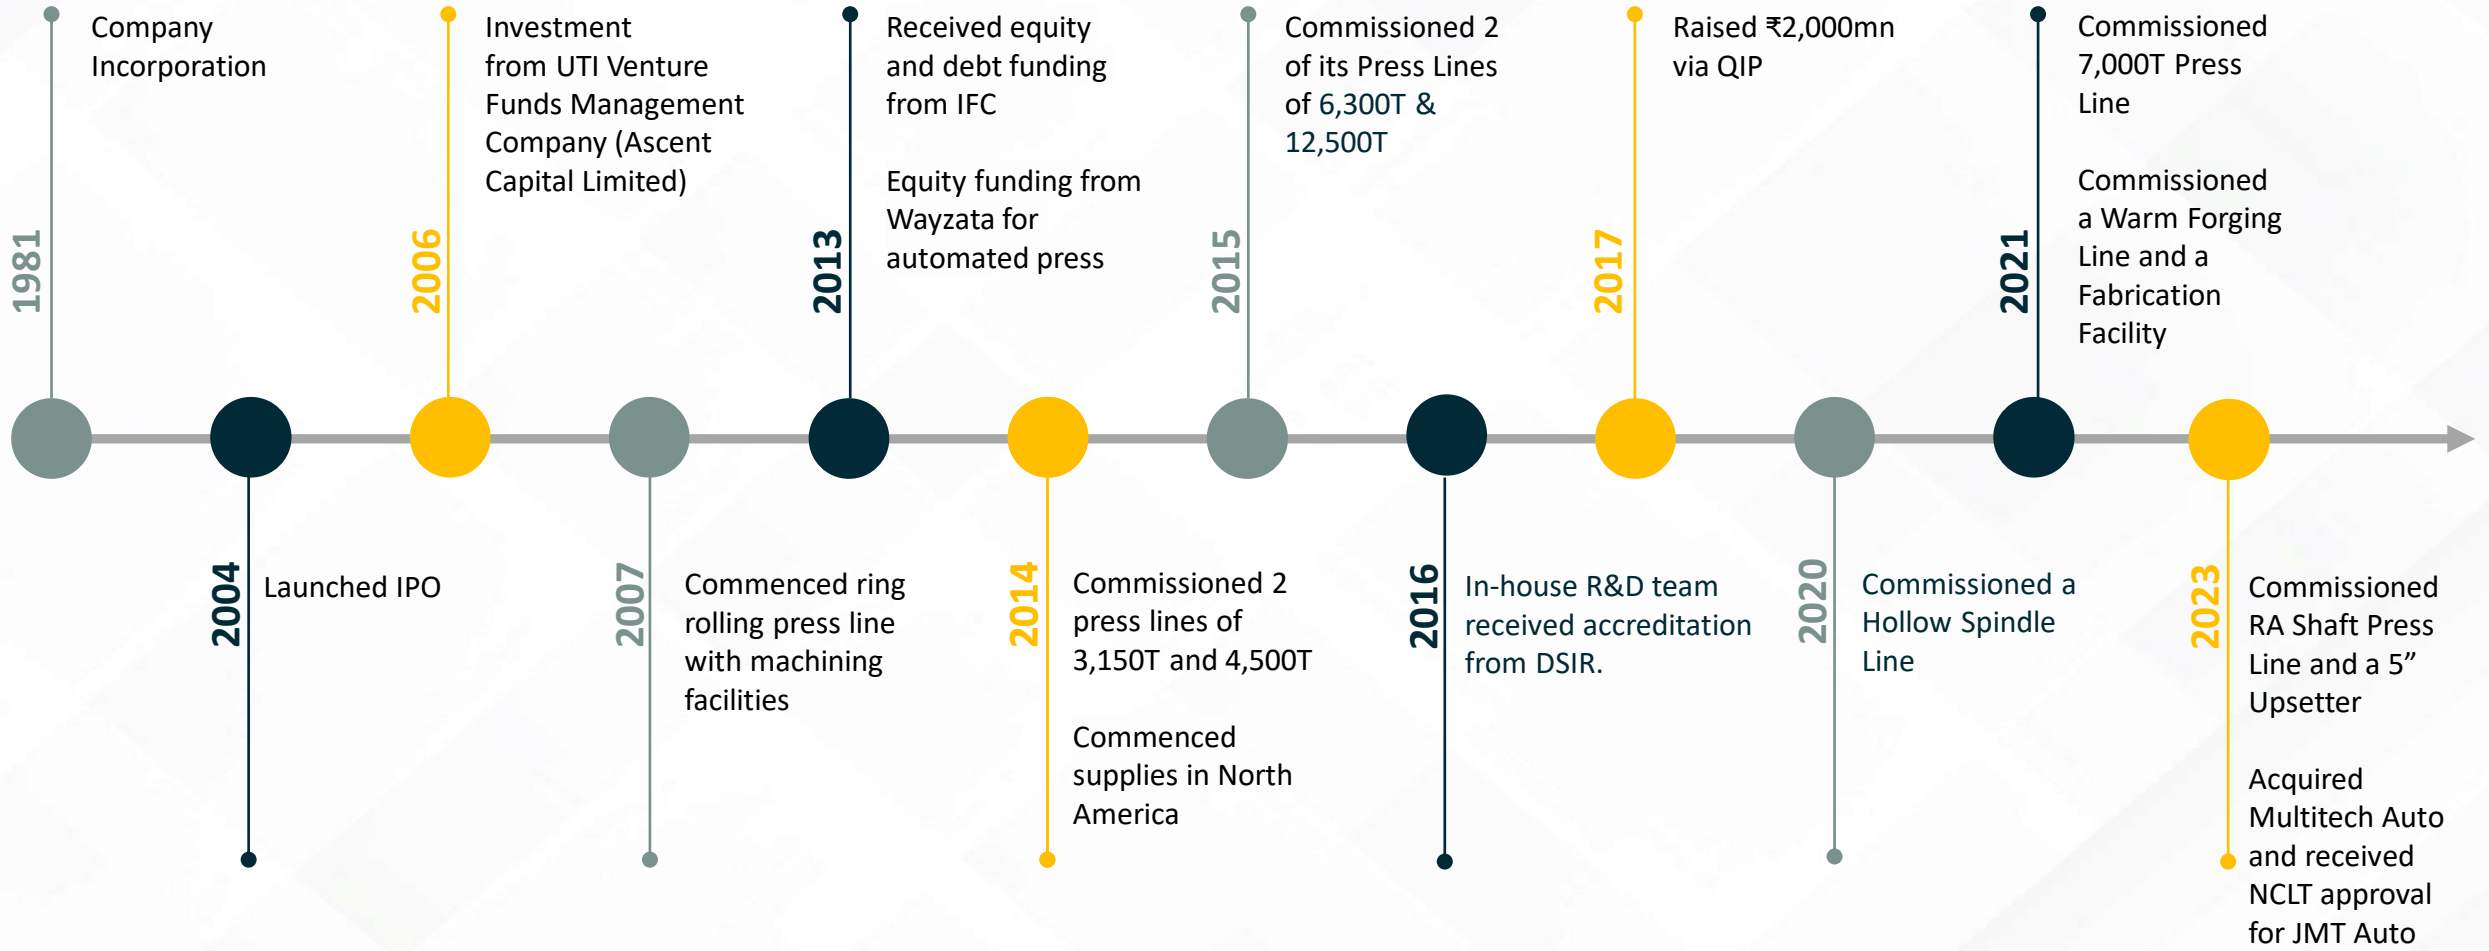 1981
Company
Incorporation
2004
Launched IPO
2006
Investment
from UTI Venture
Funds Management
Company (Ascent
Capital Limited)
2007
Commenced ring
rolling press line
with machining
facilities
2013
Received equity
and debt funding
from IFC
Equity funding from
Wayzata for
automated press
2014
Commissioned 2
press lines of
3,150T and 4,500T
Commenced
supplies in North
America
2015
Commissioned 2
of its Press Lines
of 6,300T &
12,500T
2016
In-house R&D team
received accreditation
from DSIR.
2017
Raised ₹2,000mn
via QIP
2020
Commissioned a
Hollow Spindle
Line
2021
Commissioned
7,000T Press
Line
Commissioned
a Warm Forging
Line and a
Fabrication
Facility
2023
Commissioned
RA Shaft Press
Line and a 5”
Upsetter
Acquired
Multitech Auto
and received
NCLT approval
for JMT Auto